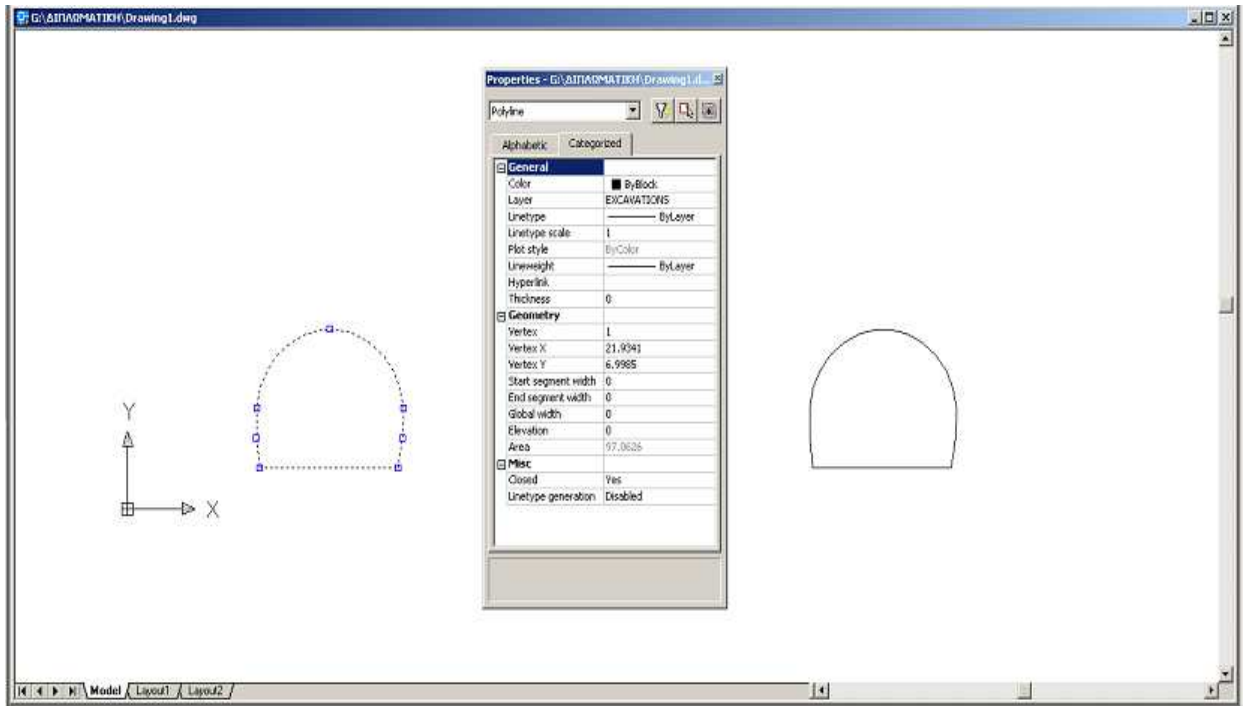 G:\ΔΙΠΛΩΜΑΤΙΚΗ\Drawing1.dwg
Properties - G:\ΔΙΠΛΩΜΑΤΙΚΗ\Drawing1.d...
Polyline
Alphabetic Categorized
General
Color ByBlock
Layer EXCAVATIONS
Linetype ByLayer
Linetype scale 1
Plot style ByColor
Lineweight ByLayer
Hyperlink
Thickness 0
Geometry
Vertex 1
Vertex X 21.9341
Vertex Y 6.9985
Start segment width 0
End segment width 0
Global width 0
Elevation 0
Area 97.0626
Misc
Closed Yes
Linetype generation Disabled
Y
X
Model Layout1 Layout2